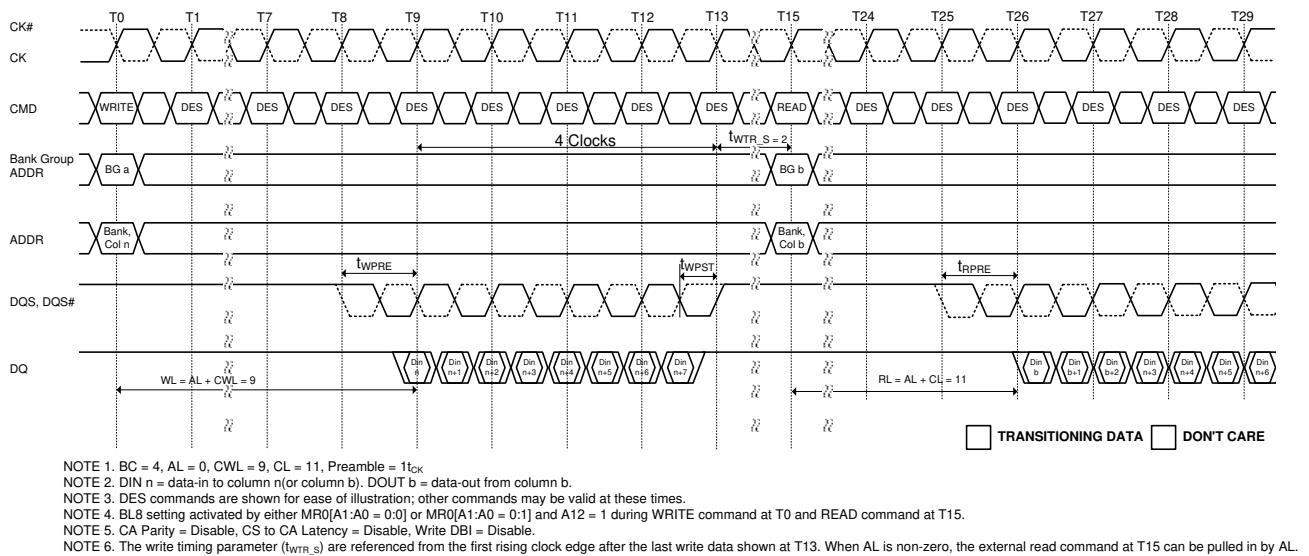 T0 T1 T7 T8 T9 T10 T11 T12 T13 T15 T24 T25 T26 T27 T28 T29
CK#
CK
CMD WRITE DES DES DES DES DES DES DES DES READ DES DES DES DES DES DES
4 Clocks tWTR_S = 2
Bank Group
ADDR
BG a BG b
ADDR
Bank, Bank,
Col n Col b
tWPRE tWPST tRPRE
DQS, DQS#
DQ
Din Din Din Din Din Din Din Din Din Din Din Din Din Din Din
n n+1 n+2 n+3 n+4 n+5 n+6 n+7 b b+1 b+2 n+3 n+4 n+5 n+6
WL = AL + CWL = 9 RL = AL + CL = 11
TRANSITIONING DATA DON'T CARE
NOTE 1. BC = 4, AL = 0, CWL = 9, CL = 11, Preamble = 1tCK
NOTE 2. DIN n = data-in to column n(or column b). DOUT b = data-out from column b.
NOTE 3. DES commands are shown for ease of illustration; other commands may be valid at these times.
NOTE 4. BL8 setting activated by either MR0[A1:A0 = 0:0] or MR0[A1:A0 = 0:1] and A12 = 1 during WRITE command at T0 and READ command at T15.
NOTE 5. CA Parity = Disable, CS to CA Latency = Disable, Write DBI = Disable.
NOTE 6. The write timing parameter (tWTR_S) are referenced from the first rising clock edge after the last write data shown at T13. When AL is non-zero, the external read command at T15 can be pulled in by AL.